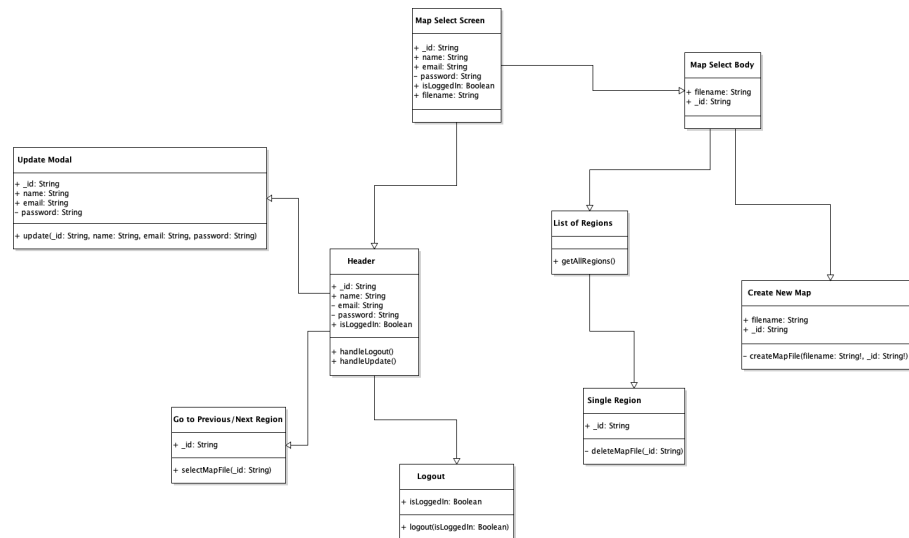 Map Select Screen
+ _id: String
+ name: String
+ email: String
– password: String
+ isLoggedIn: Boolean
+ filename: String
Map Select Body
+ filename: String
+ _id: String
Update Modal
+ _id: String
+ name: String
+ email: String
– password: String
+ update(_id: String, name: String, email: String, password: String)
List of Regions
+ getAllRegions()
Header
+ _id: String
+ name: String
– email: String
– password: String
+ isLoggedIn: Boolean
+ handleLogout()
+ handleUpdate()
Create New Map
+ filename: String
+ _id: String
– createMapFile(filename: String!, _id: String!)
Single Region
+ _id: String
– deleteMapFile(_id: String)
Go to Previous/Next Region
+ _id: String
+ selectMapFile(_id: String)
Logout
+ isLoggedIn: Boolean
+ logout(isLoggedIn: Boolean)